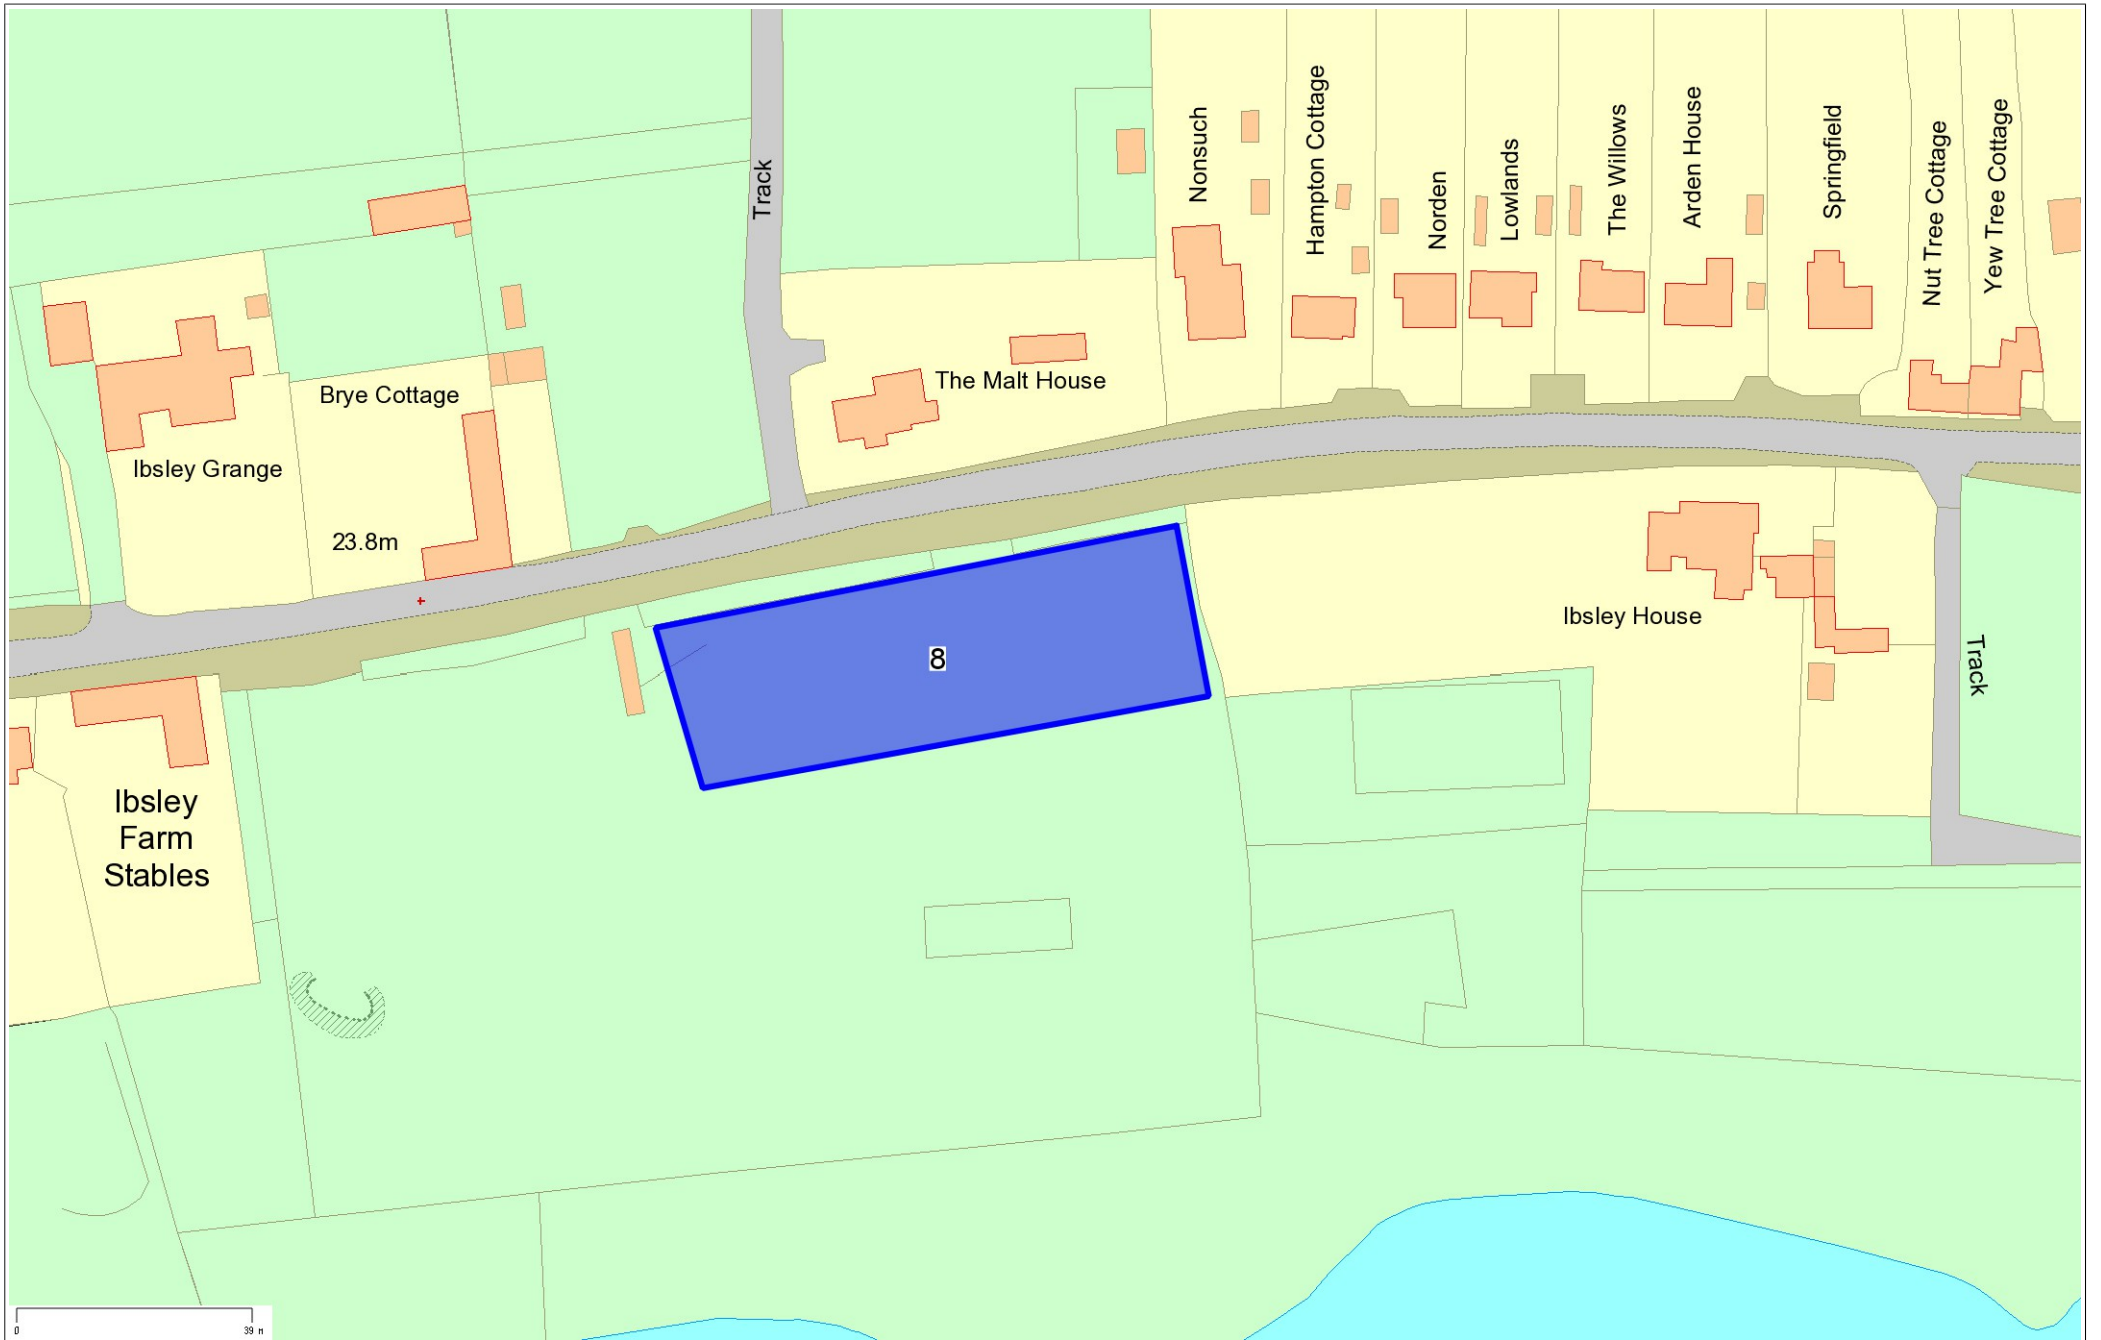 Track
Nonsuch
Hampton Cottage
Norden
Lowlands
The Willows
Arden House
Springfield
Nut Tree Cottage
Yew Tree Cottage
The Malt House
Brye Cottage
Ibsley Grange
23.8m
8
Ibsley House
Track
Ibsley
Farm
Stables
0 39 M